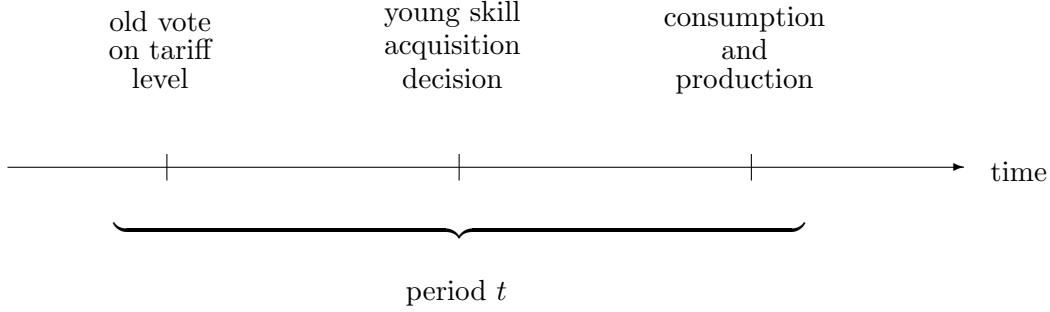 old vote
on tariff
level
young skill
acquisition
decision
consumption
and
production
time
period t